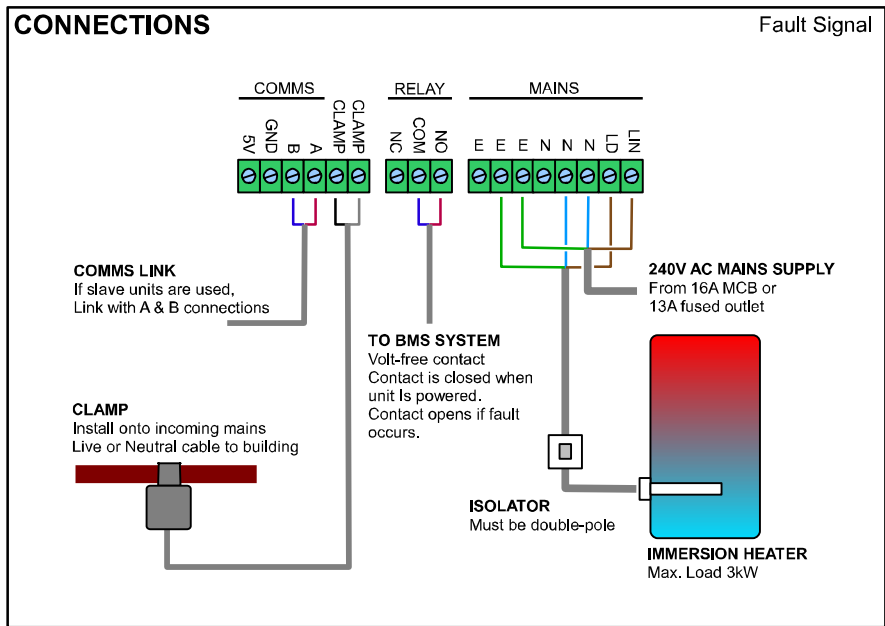 CONNECTIONS
Fault Signal
COMMS
RELAY
MAINS
5V
GND
B
A
CLAMP
CLAMP
NC
COM
NO
E
E
E
N
N
N
LD
LIN
COMMS LINK
If slave units are used,
Link with A & B connections
240V AC MAINS SUPPLY
From 16A MCB or
13A fused outlet
TO BMS SYSTEM
Volt-free contact
Contact is closed when
unit Is powered.
Contact opens if fault
occurs.
CLAMP
Install onto incoming mains
Live or Neutral cable to building
ISOLATOR
Must be double-pole
IMMERSION HEATER
Max. Load 3kW